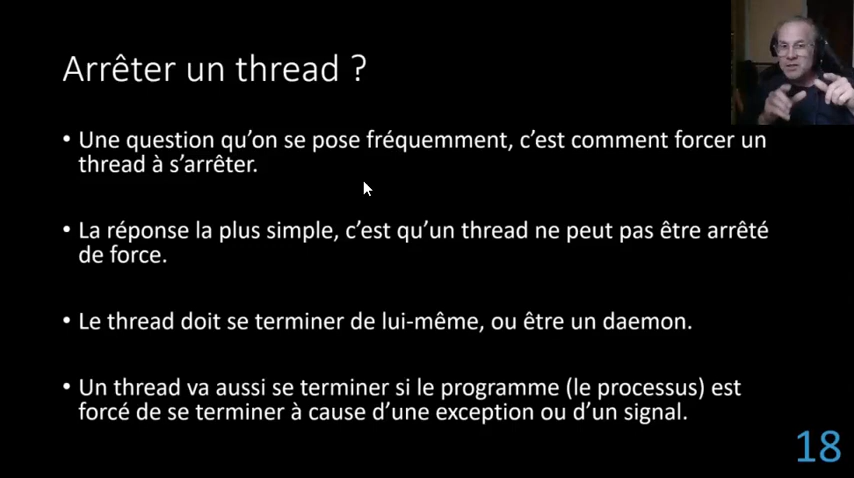 Arrêter un thread ?
• Une question qu’on se pose fréquemment, c’est comment forcer un
thread à s’arrêter.
• La réponse la plus simple, c’est qu’un thread ne peut pas être arrêté
de force.
• Le thread doit se terminer de lui-même, ou être un daemon.
• Un thread va aussi se terminer si le programme (le processus) est
forcé de se terminer à cause d’une exception ou d’un signal.
18